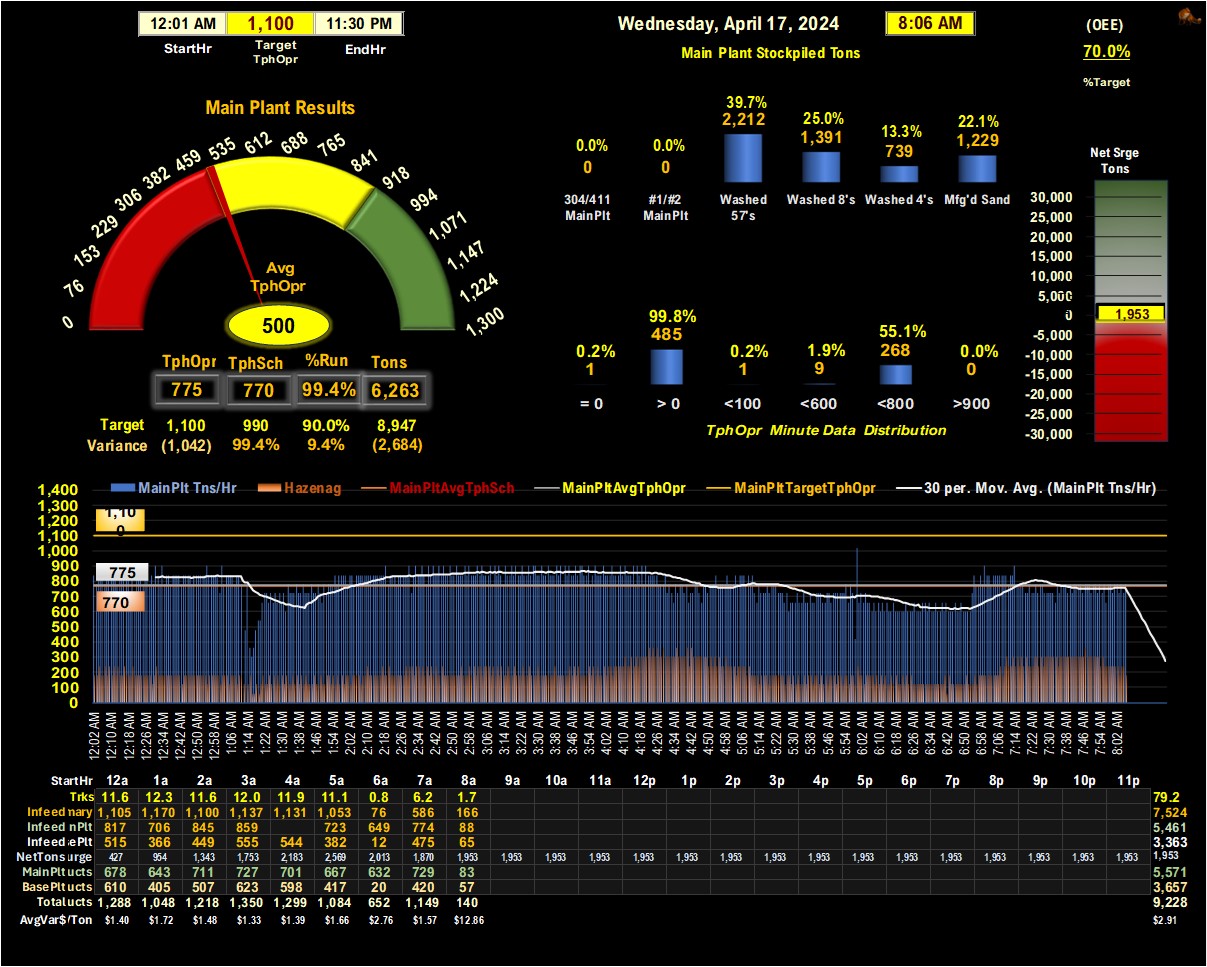 12:01 AM 1,100 11:30 PM
StartHr Target TphOpr EndHr
Wednesday, April 17, 2024 8:06 AM
Main Plant Stockpiled Tons
(OEE)
70.0%
%Target
Main Plant Results
0 76 153 229 306 382 459 535 612 688 765 841 918 994 1,071 1,147 1,224 1,300
Avg
TphOpr
500
TphOpr TphSch %Run Tons
775 770 99.4% 6,263
Target 1,100 990 90.0% 8,947
Variance (1,042) 99.4% 9.4% (2,684)
0.0% 0.0% 39.7% 25.0% 13.3% 22.1%
0 0 2,212 1,391 739 1,229
304/411 #1/#2 Washed Washed 8's Washed 4's Mfg'd Sand
MainPlt MainPlt 57's
0.2% 99.8% 0.2% 1.9% 55.1% 0.0%
1 485 1 9 268 0
= 0 > 0 <100 <600 <800 >900
TphOpr Minute Data Distribution
Net Srge
Tons
30,000
25,000
20,000
15,000
10,000
5,000
0
1,953
-5,000
-10,000
-15,000
-20,000
-25,000
-30,000
MainPlt Tns/Hr Hazenag MainPltAvgTphSch MainPltAvgTphOpr MainPltTargetTphOpr 30 per. Mov. Avg. (MainPlt Tns/Hr)
1,400
1,300
1,200
1,100
1,000
900
800
700
600
500
400
300
200
100
0
1,10
0
775
770
12:02 AM 12:10 AM 12:18 AM 12:26 AM 12:34 AM 12:42 AM 12:50 AM 12:58 AM 1:06 AM 1:14 AM 1:22 AM 1:30 AM 1:38 AM 1:46 AM 1:54 AM 2:02 AM 2:10 AM 2:18 AM 2:26 AM 2:34 AM 2:42 AM 2:50 AM 2:58 AM 3:06 AM 3:14 AM 3:22 AM 3:30 AM 3:38 AM 3:46 AM 3:54 AM 4:02 AM 4:10 AM 4:18 AM 4:26 AM 4:34 AM 4:42 AM 4:50 AM 4:58 AM 5:06 AM 5:14 AM 5:22 AM 5:30 AM 5:38 AM 5:46 AM 5:54 AM 6:02 AM 6:10 AM 6:18 AM 6:26 AM 6:34 AM 6:42 AM 6:50 AM 6:58 AM 7:06 AM 7:14 AM 7:22 AM 7:30 AM 7:38 AM 7:46 AM 7:54 AM 8:02 AM
StartHr 12a 1a 2a 3a 4a 5a 6a 7a 8a 9a 10a 11a 12p 1p 2p 3p 4p 5p 6p 7p 8p 9p 10p 11p
Trks 11.6 12.3 11.6 12.0 11.9 11.1 0.8 6.2 1.7 79.2
Infeed mary 1,105 1,170 1,100 1,137 1,131 1,053 76 586 166 7,524
Infeed nPlt 817 706 845 859 723 649 774 88 5,461
Infeed ePlt 515 366 449 555 544 382 12 475 65 3,363
NetTons urge 427 954 1,343 1,753 2,183 2,569 2,013 1,870 1,953 1,953 1,953 1,953 1,953 1,953 1,953 1,953 1,953 1,953 1,953 1,953 1,953 1,953 1,953 1,953 1,953
MainPl ucts 678 643 711 727 701 667 632 729 83 5,571
BasePlt ucts 610 405 507 623 598 417 20 420 57 3,657
Total ucts 1,288 1,048 1,218 1,350 1,299 1,084 652 1,149 140 9,228
AvgVar$/Ton $1.40 $1.72 $1.48 $1.33 $1.39 $1.66 $2.76 $1.57 $12.86 $2.91